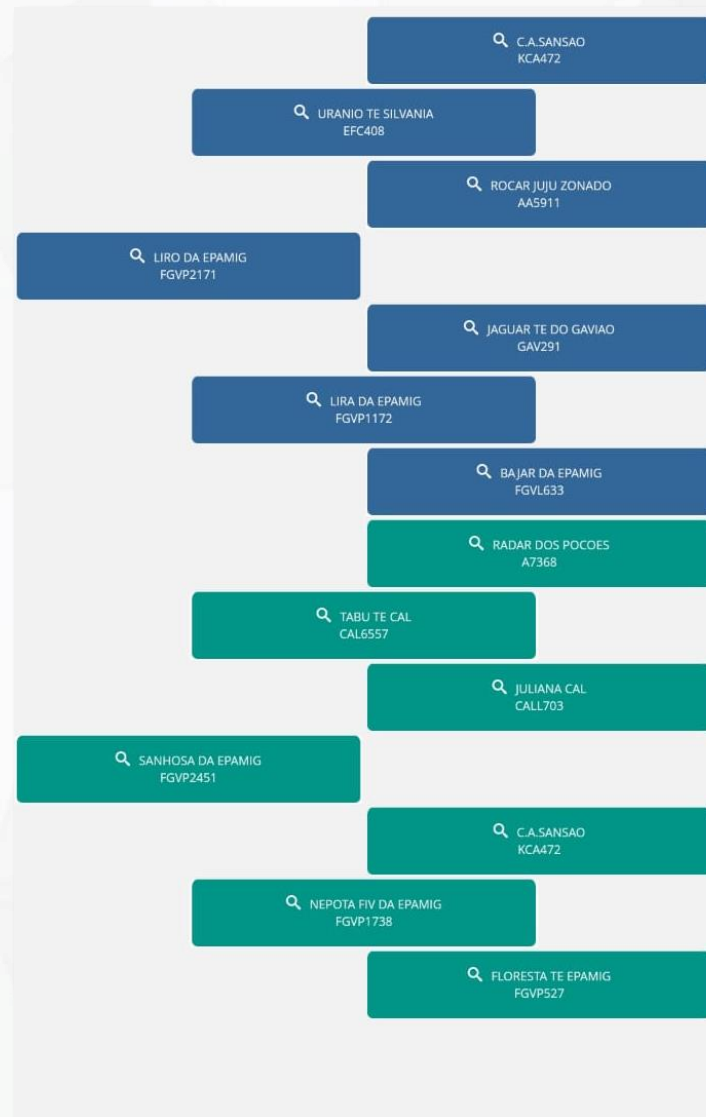 C.A.SANSAO
KCA472
URANIO TE SILVANIA
EFC408
ROCAR JUJU ZONADO
AA5911
LIRO DA EPAMIG
FGVP2171
JAGUAR TE DO GAVIAO
GAV291
LIRA DA EPAMIG
FGVP1172
BAJAR DA EPAMIG
FGVL633
RADAR DOS POCOES
A7368
TABU TE CAL
CAL6557
JULIANA CAL
CALL703
SANHOSA DA EPAMIG
FGVP2451
C.A.SANSAO
KCA472
NEPOTA FIV DA EPAMIG
FGVP1738
FLORESTA TE EPAMIG
FGVP527